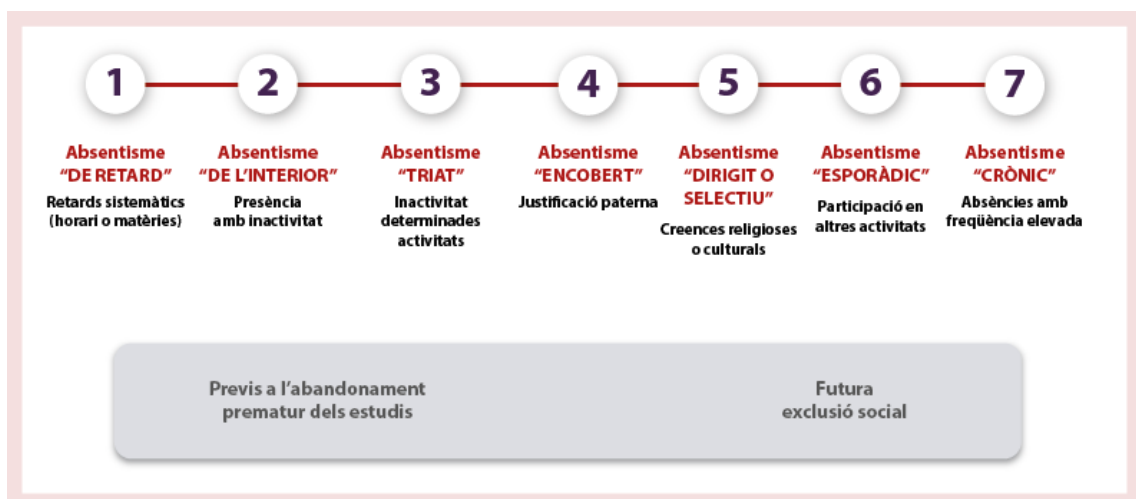 1
2
3
4
5
6
7
Absentisme
“DE RETARD”
Retards sistemàtics
(horari o matèries)
Absentisme
“DE L’INTERIOR”
Presència
amb inactivitat
Absentisme
“TRIAT”
Inactivitat
determinades
activitats
Absentisme
“ENCOBERT”
Justificació paterna
Absentisme
“DIRIGIT O
SELECTIU”
Creences religioses
o culturals
Absentisme
“ESPORÀDIC”
Participació en
altres activitats
Absentisme
“CRÒNIC”
Absències amb
freqüència elevada
Previs a l’abandonament
prematur dels estudis
Futura
exclusió social